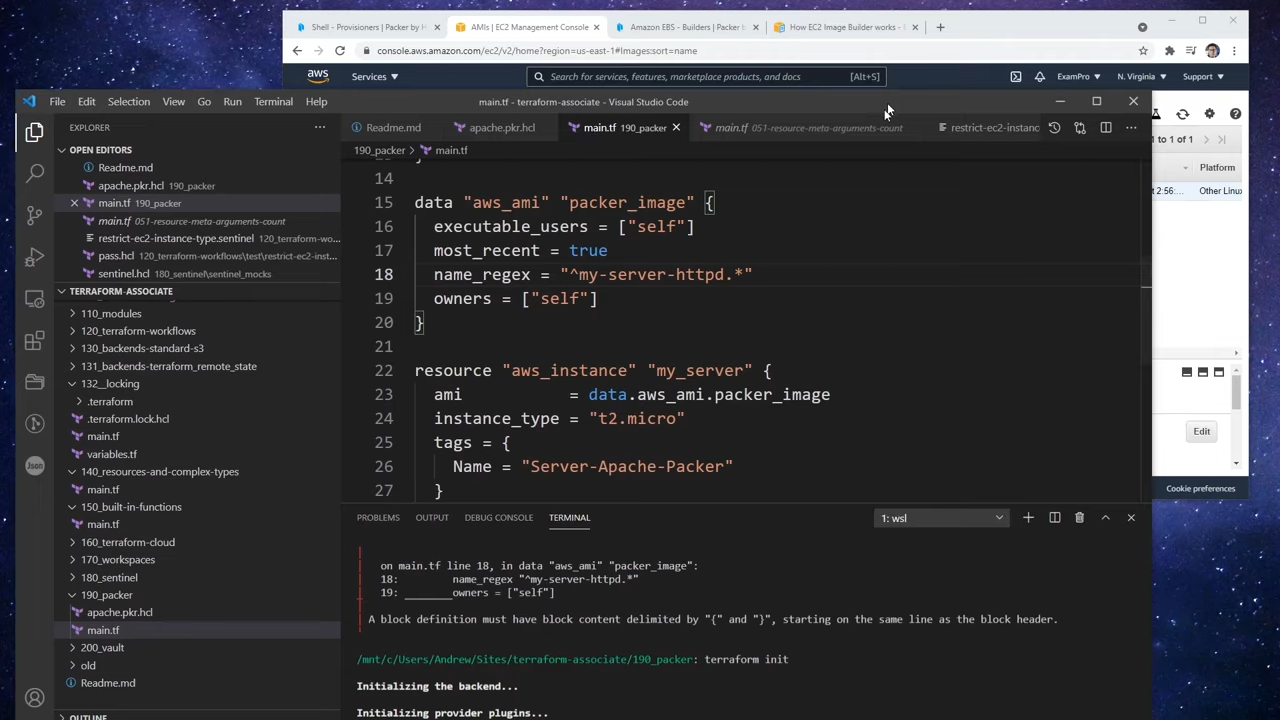 Shell - Provisioners | Packer by H
AMIs | EC2 Management Console
Amazon EBS - Builders | Packer b
How EC2 Image Builder works -
console.aws.amazon.com/ec2/v2/home?region=us-east-1#Images:sort=name
aws
Services
Search for services, features, marketplace products, and docs
[Alt+S]
ExamPro
N. Virginia
Support
File
Edit
Selection
View
Go
Run
Terminal
Help
main.tf - terraform-associate - Visual Studio Code
EXPLORER
Readme.md
apache.pkr.hcl
main.tf 190_packer
main.tf 051-resource-meta-arguments-count
restrict-ec2-instanc
to 1 of 1
OPEN EDITORS
190_packer
main.tf
Readme.md
apache.pkr.hcl 190_packer
main.tf 190_packer
main.tf 051-resource-meta-arguments-count
restrict-ec2-instance-type.sentinel 120_terraform-wo...
pass.hcl 120_terraform-workflows\test\restrict-ec2-inst...
sentinel.hcl 180_sentinel\sentinel_mocks
TERRAFORM-ASSOCIATE
110_modules
120_terraform-workflows
130_backends-standard-s3
131_backends-terraform_remote_state
132__locking
.terraform
.terraform.lock.hcl
main.tf
variables.tf
140_resources-and-complex-types
main.tf
150_built-in-functions
main.tf
160_terraform-cloud
170_workspaces
180_sentinel
190_packer
apache.pkr.hcl
main.tf
200_vault
old
Readme.md
OUTLINE
14
15 data "aws_ami" "packer_image" {
16 executable_users = ["self"]
17 most_recent = true
18 name_regex = "^my-server-httpd.*"
19 owners = ["self"]
20 }
21
22 resource "aws_instance" "my_server" {
23 ami = data.aws_ami.packer_image
24 instance_type = "t2.micro"
25 tags = {
26 Name = "Server-Apache-Packer"
27 }
Platform
t 2:56:...
Other Linux
Edit
Cookie preferences
PROBLEMS
OUTPUT
DEBUG CONSOLE
TERMINAL
1: wsl
on main.tf line 18, in data "aws_ami" "packer_image":
18: name_regex "^my-server-httpd.*"
19: ________owners = ["self"]
A block definition must have block content delimited by "{" and "}", starting on the same line as the block header.
/mnt/c/Users/Andrew/Sites/terraform-associate/190_packer: terraform init
Initializing the backend...
Initializing provider plugins...
Json